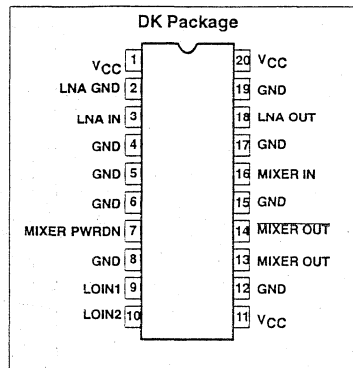 DK Package
VCC 1 20 VCC
LNA GND 2 19 GND
LNA IN 3 18 LNA OUT
GND 4 17 GND
GND 5 16 MIXER IN
GND 6 15 GND
MIXER PWRDN 7 14 MIXER OUT
GND 8 13 MIXER OUT
LOIN1 9 12 GND
LOIN2 10 11 VCC